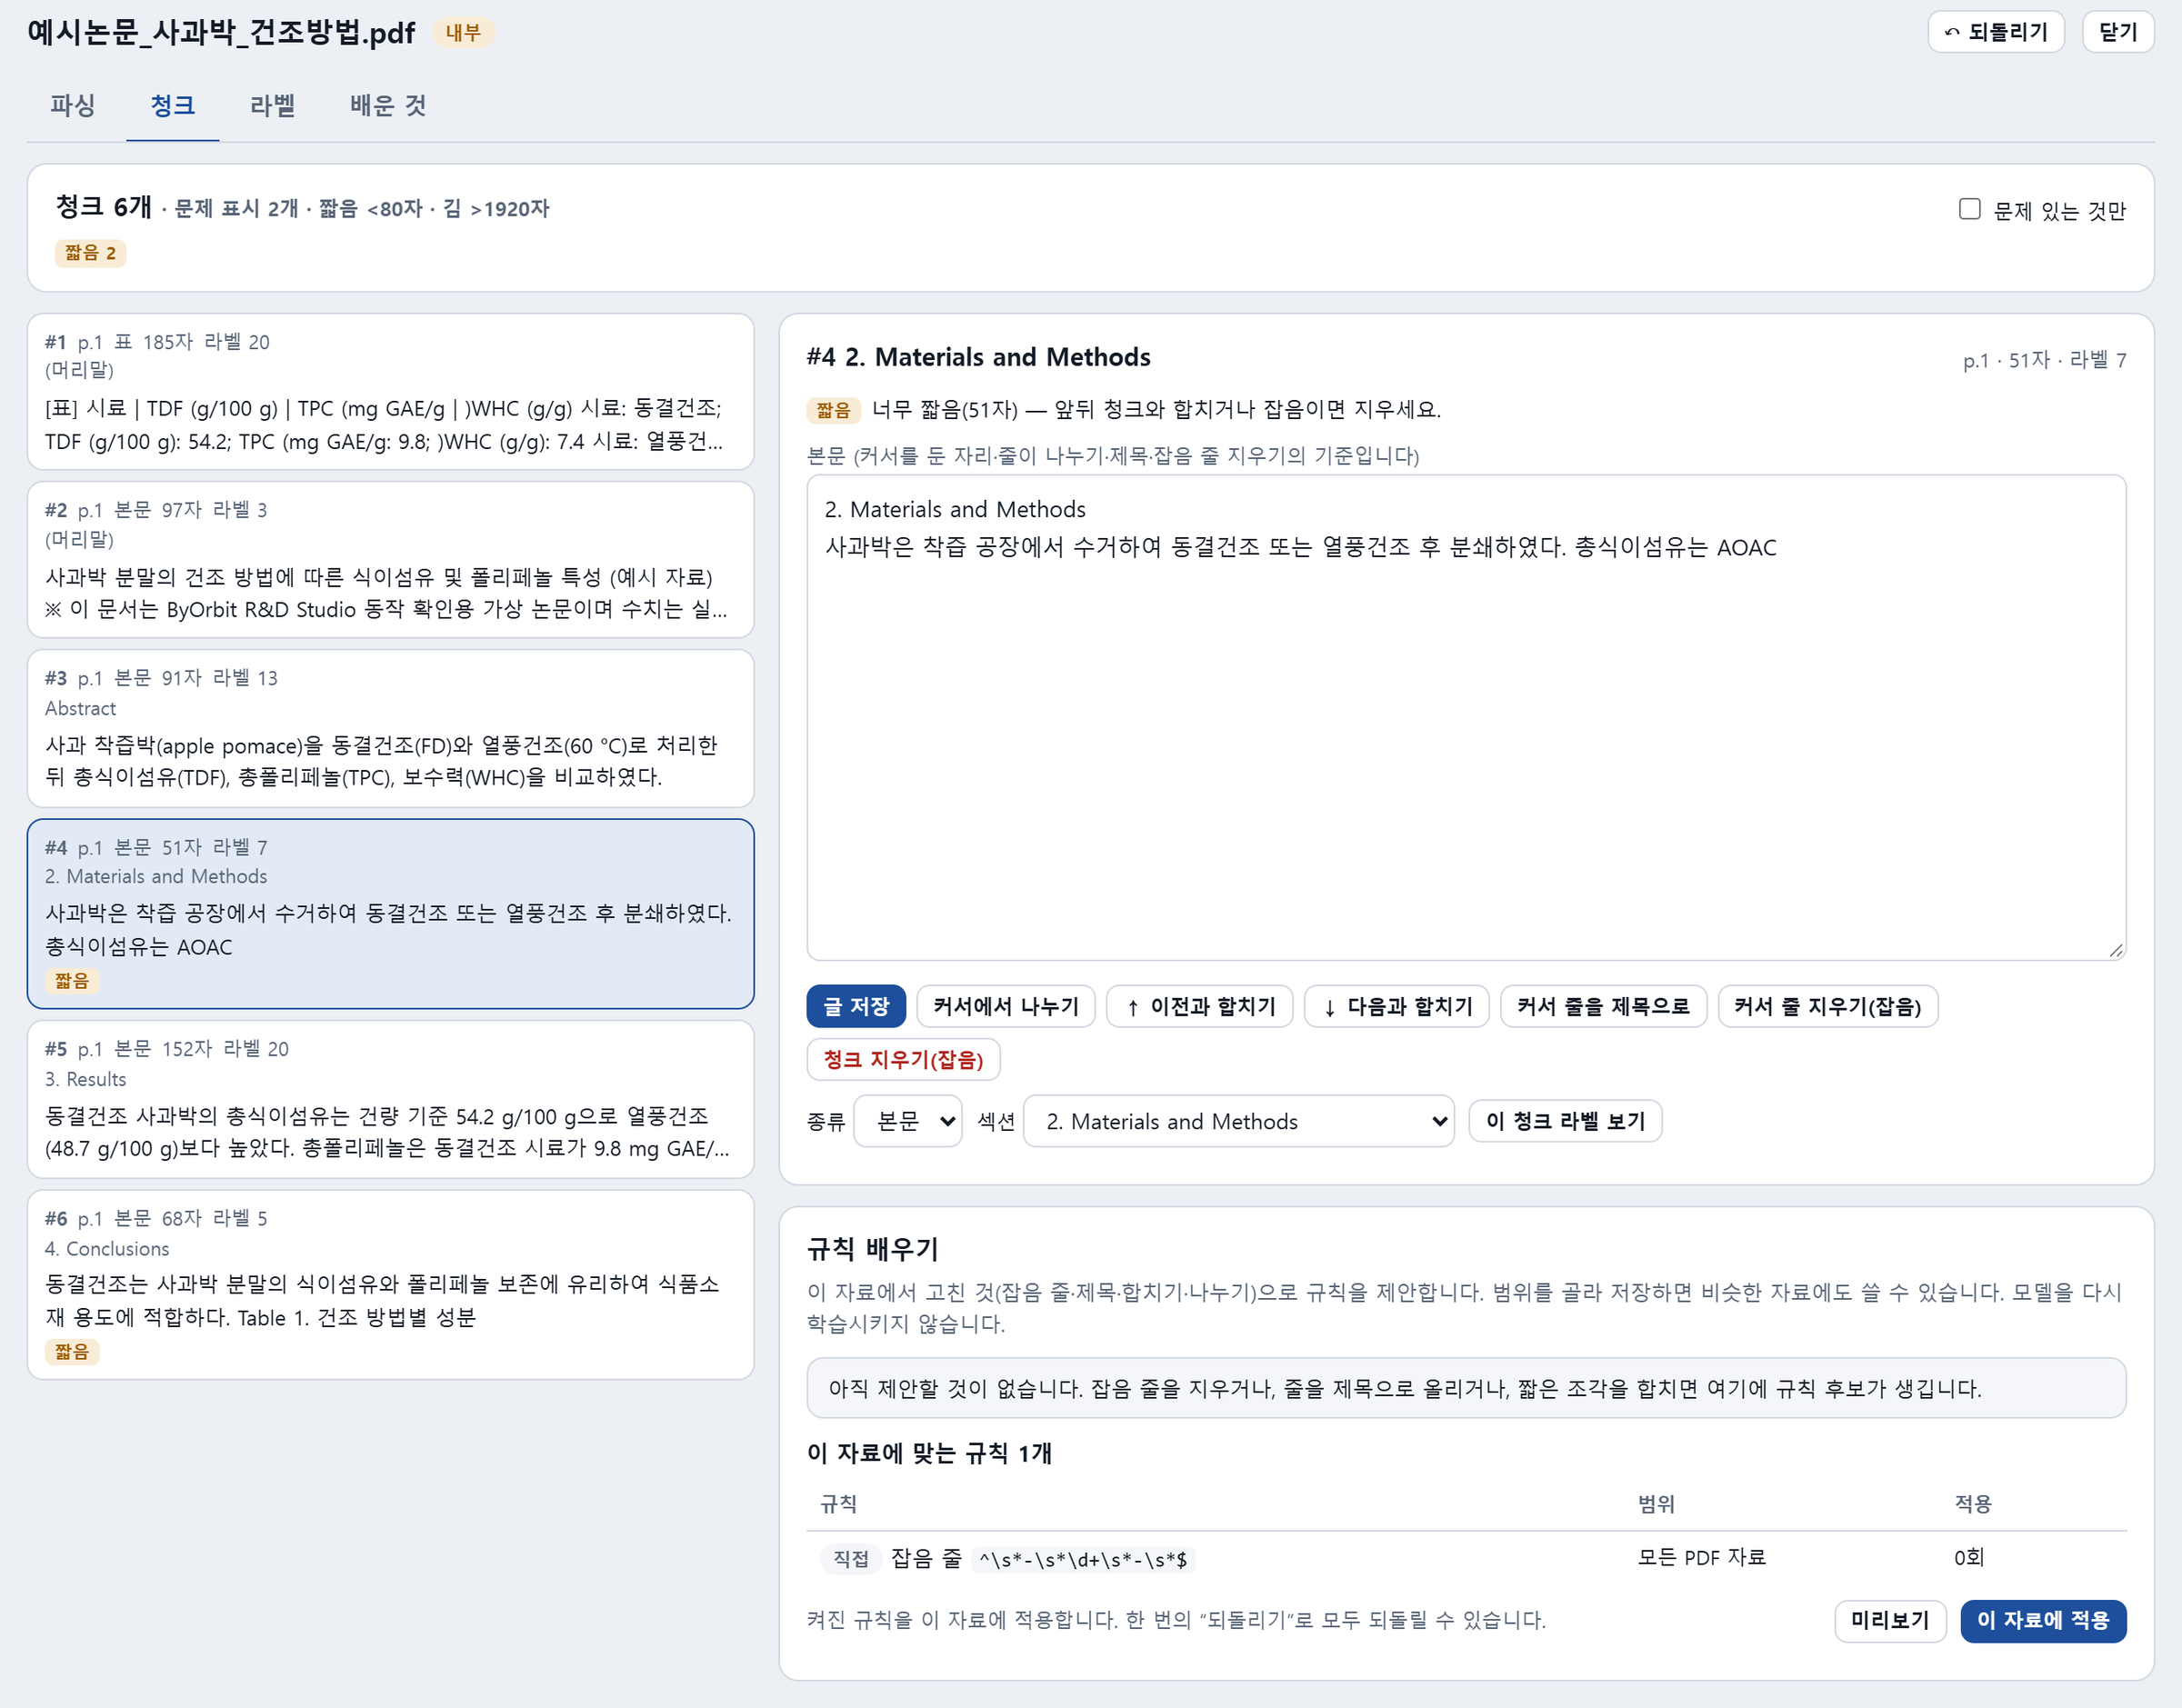 예시논문_사과박_건조방법.pdf 내부 ↶ 되돌리기 닫기
파싱 청크 라벨 배운 것
청크 6개 · 문제 표시 2개 · 짧음 <80자 · 김 >1920자 문제 있는 것만
짧음 2
#1 p.1 표 185자 라벨 20
(머리말)
[표] 시료 | TDF (g/100 g) | TPC (mg GAE/g | )WHC (g/g) 시료: 동결건조;
TDF (g/100 g): 54.2; TPC (mg GAE/g: 9.8; )WHC (g/g): 7.4 시료: 열풍건...
#2 p.1 본문 97자 라벨 3
(머리말)
사과박 분말의 건조 방법에 따른 식이섬유 및 폴리페놀 특성 (예시 자료)
※ 이 문서는 ByOrbit R&D Studio 동작 확인용 가상 논문이며 수치는 실...
#3 p.1 본문 91자 라벨 13
Abstract
사과 착즙박(apple pomace)을 동결건조(FD)와 열풍건조(60 °C)로 처리한
뒤 총식이섬유(TDF), 총폴리페놀(TPC), 보수력(WHC)을 비교하였다.
#4 p.1 본문 51자 라벨 7
2. Materials and Methods
사과박은 착즙 공장에서 수거하여 동결건조 또는 열풍건조 후 분쇄하였다.
총식이섬유는 AOAC
짧음
#5 p.1 본문 152자 라벨 20
3. Results
동결건조 사과박의 총식이섬유는 건량 기준 54.2 g/100 g으로 열풍건조
(48.7 g/100 g)보다 높았다. 총폴리페놀은 동결건조 시료가 9.8 mg GAE/...
#6 p.1 본문 68자 라벨 5
4. Conclusions
동결건조는 사과박 분말의 식이섬유와 폴리페놀 보존에 유리하여 식품소
재 용도에 적합하다. Table 1. 건조 방법별 성분
짧음
#4 2. Materials and Methods p.1 · 51자 · 라벨 7
짧음 너무 짧음(51자) — 앞뒤 청크와 합치거나 잡음이면 지우세요.
본문 (커서를 둔 자리·줄이 나누기·제목·잡음 줄 지우기의 기준입니다)
2. Materials and Methods
사과박은 착즙 공장에서 수거하여 동결건조 또는 열풍건조 후 분쇄하였다. 총식이섬유는 AOAC
글 저장 커서에서 나누기 ↑ 이전과 합치기 ↓ 다음과 합치기 커서 줄을 제목으로 커서 줄 지우기(잡음)
청크 지우기(잡음)
종류 본문 섹션 2. Materials and Methods 이 청크 라벨 보기
규칙 배우기
이 자료에서 고친 것(잡음 줄·제목·합치기·나누기)으로 규칙을 제안합니다. 범위를 골라 저장하면 비슷한 자료에도 쓸 수 있습니다. 모델을 다시
학습시키지 않습니다.
아직 제안할 것이 없습니다. 잡음 줄을 지우거나, 줄을 제목으로 올리거나, 짧은 조각을 합치면 여기에 규칙 후보가 생깁니다.
이 자료에 맞는 규칙 1개
규칙 범위 적용
직접 잡음 줄 ^\s*-\s*\d+\s*-\s*$ 모든 PDF 자료 0회
켜진 규칙을 이 자료에 적용합니다. 한 번의 “되돌리기”로 모두 되돌릴 수 있습니다. 미리보기 이 자료에 적용